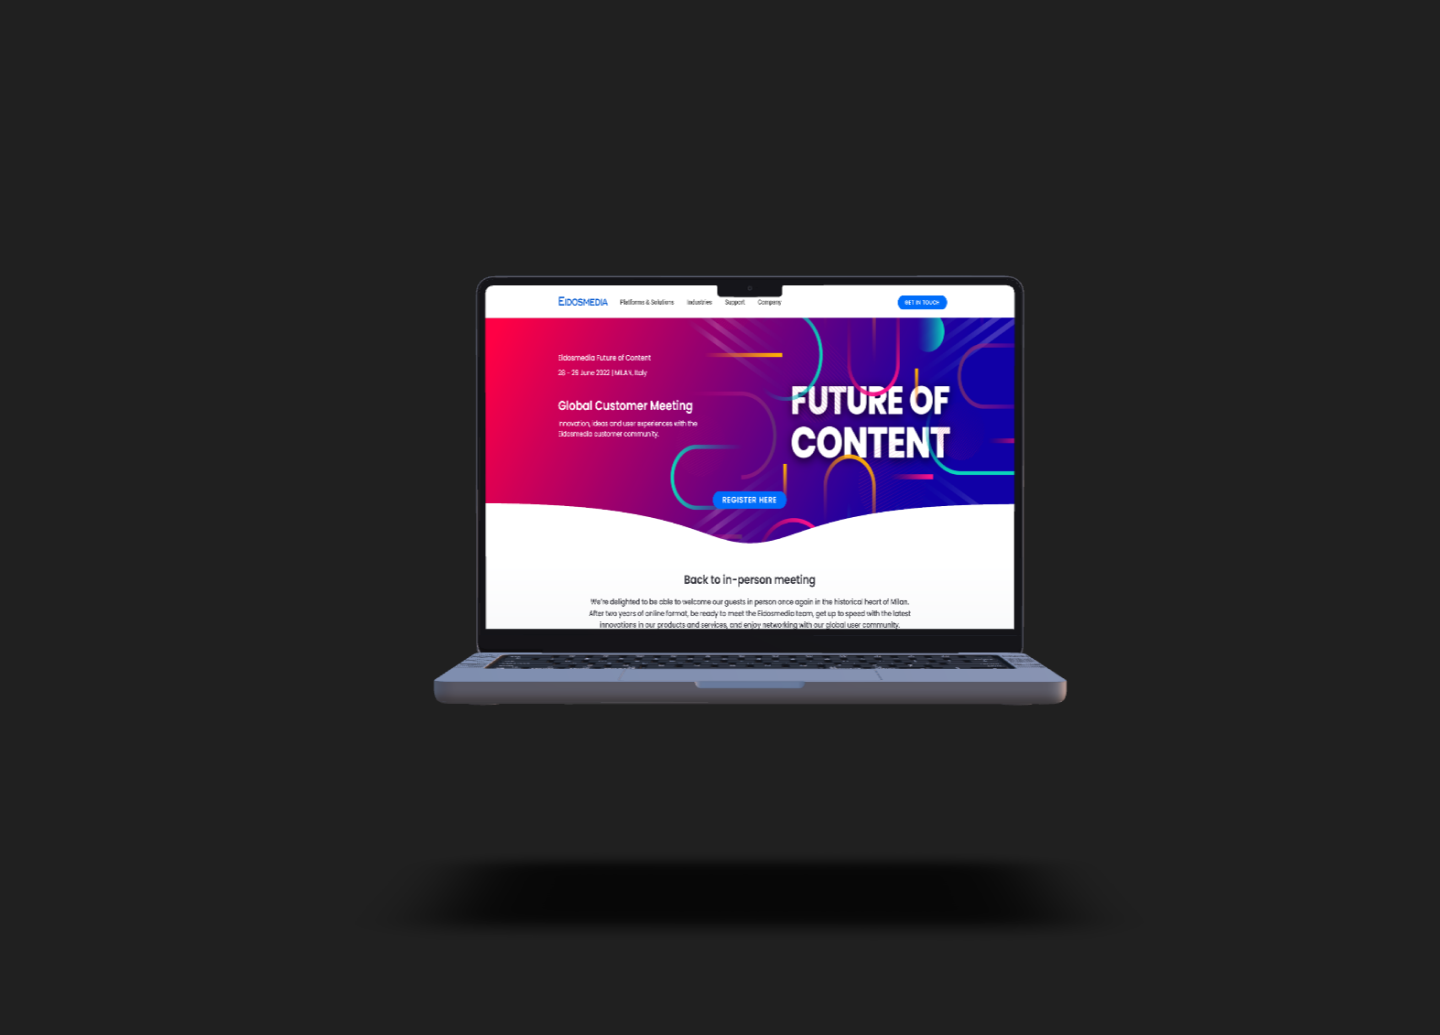 EIDOSMEDIA Platforms & Solutions Industries Support Company GET IN TOUCH
Eidosmedia Future of Content
28 - 29 June 2022 | MILAN, Italy
Global Customer Meeting
Innovation, ideas and user experiences with the
Eidosmedia customer community.
FUTURE OF
CONTENT
REGISTER HERE
Back to in-person meeting
We're delighted to be able to welcome our guests in person once again in the historical heart of Milan.
After two years of online format, be ready to meet the Eidosmedia team, get up to speed with the latest
innovations in our products and services, and enjoy networking with our global user community.